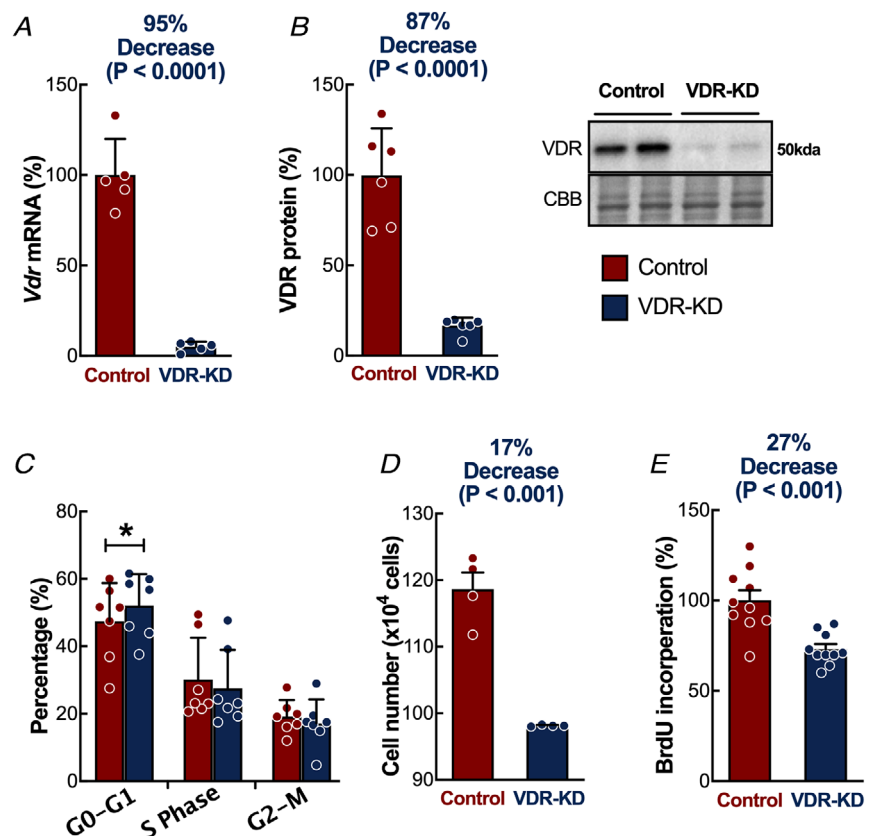 A
95%
Decrease
(P < 0.0001)
Vdr mRNA (%)
150
100
50
0
Control
VDR-KD
B
87%
Decrease
(P < 0.0001)
VDR protein (%)
150
100
50
0
Control
VDR-KD
Control
VDR-KD
VDR
50kda
CBB
Control
VDR-KD
C
Percentage (%)
80
60
40
20
0
*
G0–G1
S Phase
G2–M
D
17%
Decrease
(P < 0.001)
Cell number (x10⁴ cells)
130
120
110
100
90
Control
VDR-KD
E
27%
Decrease
(P < 0.001)
BrdU incorperation (%)
150
100
50
0
Control
VDR-KD